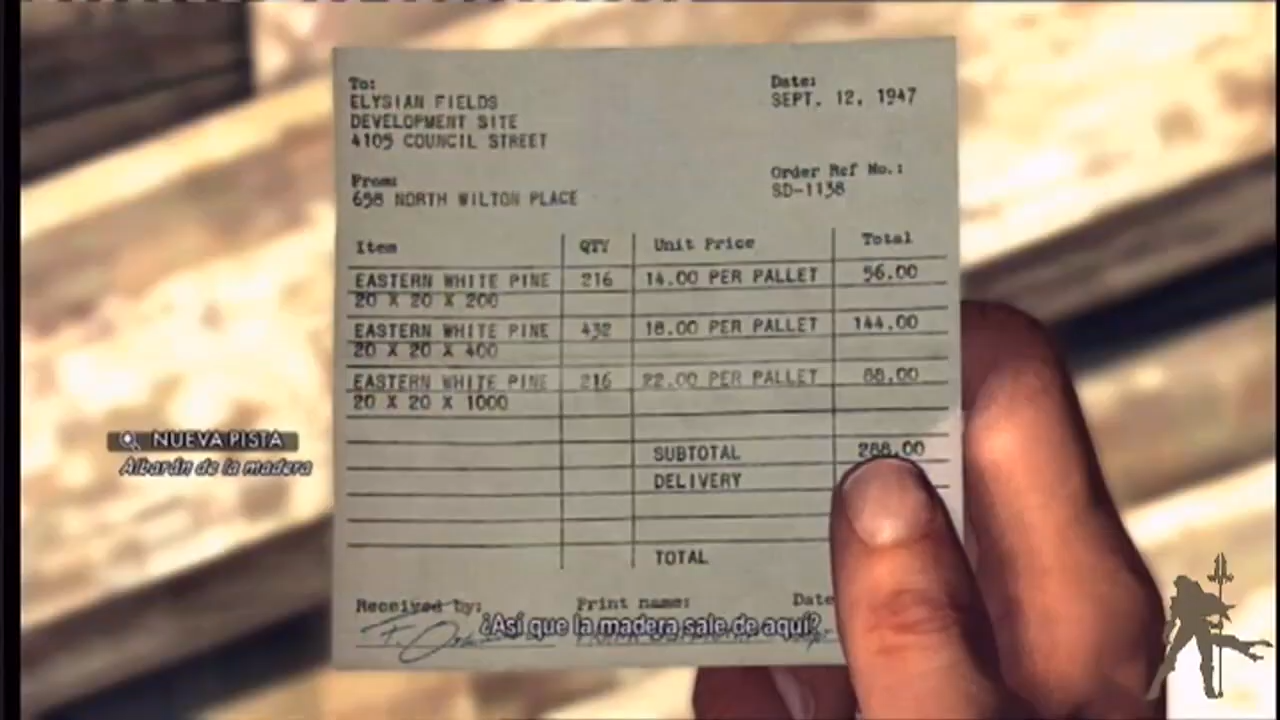 To:
ELYSIAN FIELDS
DEVELOPMENT SITE
4105 COUNCIL STREET
Date:
SEPT. 12, 1947
From:
658 NORTH WILTON PLACE
Order Ref No.:
SD-1138
Item QTY Unit Price Total
EASTERN WHITE PINE 216 14.00 PER PALLET 56.00
20 X 20 X 200
EASTERN WHITE PINE 432 18.00 PER PALLET 144.00
20 X 20 X 400
EASTERN WHITE PINE 216 22.00 PER PALLET 88.00
20 X 20 X 1000
SUBTOTAL 288.00
DELIVERY
TOTAL
Received by: Print name: Date
NUEVA PISTA
Albarán de la madera
¿Así que la madera sale de aquí?